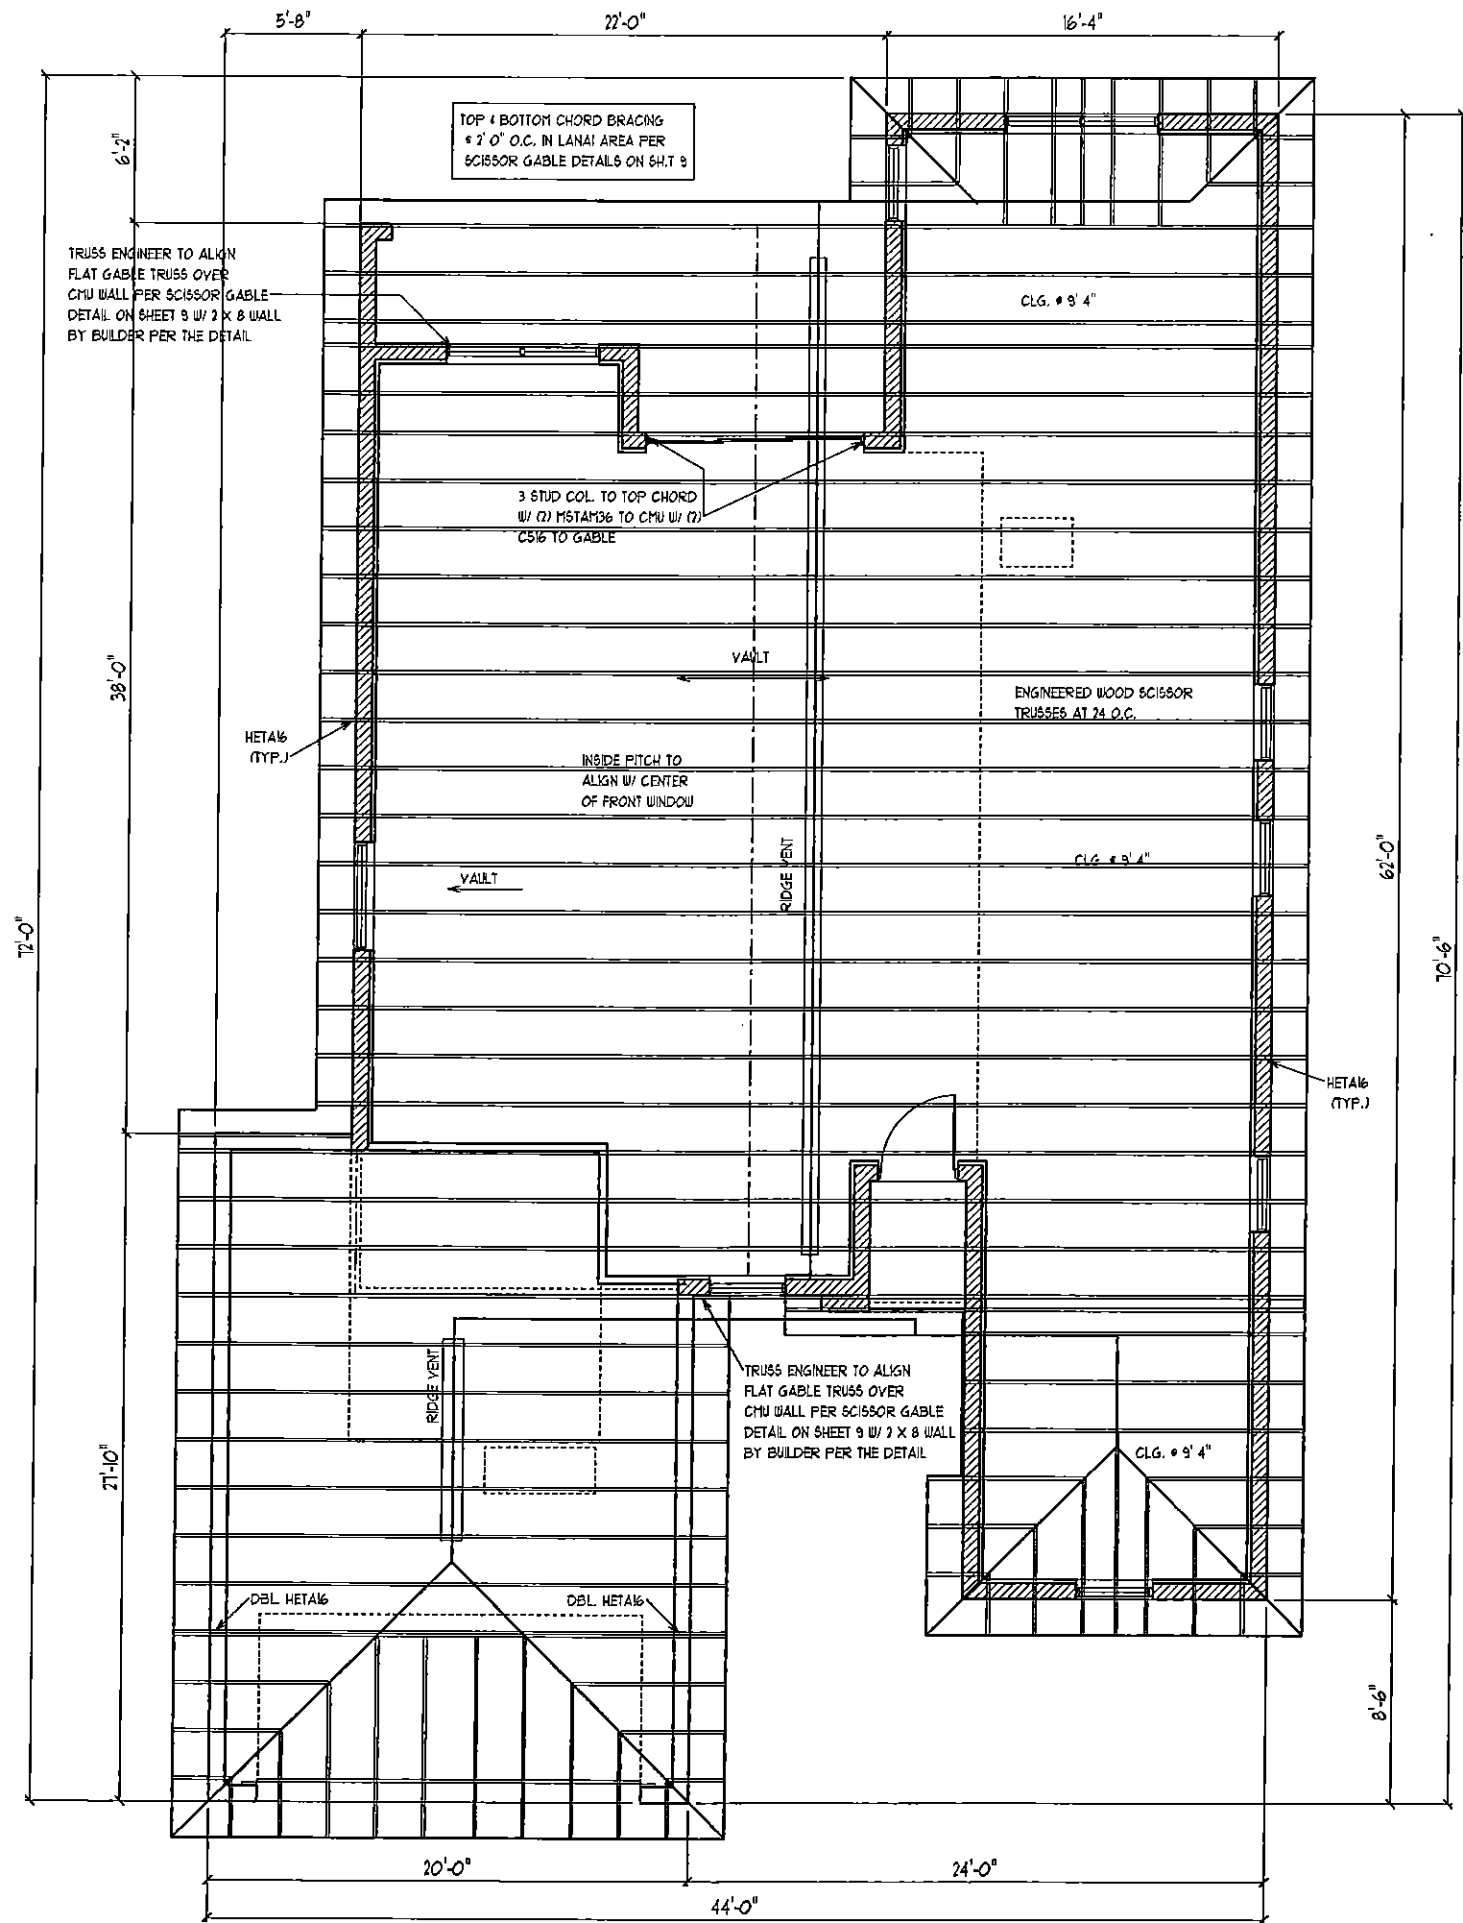 5'-8"
22'-0"
16'-4"
6'-2"
TOP & BOTTOM CHORD BRACING
@ 2' 0" O.C. IN LANAI AREA PER
SCISSOR GABLE DETAILS ON SH.T 9
TRUSS ENGINEER TO ALIGN
FLAT GABLE TRUSS OVER
CMU WALL PER SCISSOR GABLE
DETAIL ON SHEET 9 W/ 2 X 8 WALL
BY BUILDER PER THE DETAIL
CLG. @ 9' 4"
3 STUD COL. TO TOP CHORD
W/ (2) MSTAM36 TO CMU W/ (2)
CS16 TO GABLE
38'-0"
VAULT
ENGINEERED WOOD SCISSOR
TRUSSES AT 24 O.C.
HETA16
(TYP.)
INSIDE PITCH TO
ALIGN W/ CENTER
OF FRONT WINDOW
RIDGE VENT
CLG. @ 9' 4"
62'-0"
VAULT
72'-0"
70'-6"
HETA16
(TYP.)
RIDGE VENT
TRUSS ENGINEER TO ALIGN
FLAT GABLE TRUSS OVER
CMU WALL PER SCISSOR GABLE
DETAIL ON SHEET 9 W/ 2 X 8 WALL
BY BUILDER PER THE DETAIL
CLG. @ 9' 4"
27'-10"
DBL. HETA16
DBL. HETA16
8'-6"
20'-0"
24'-0"
44'-0"